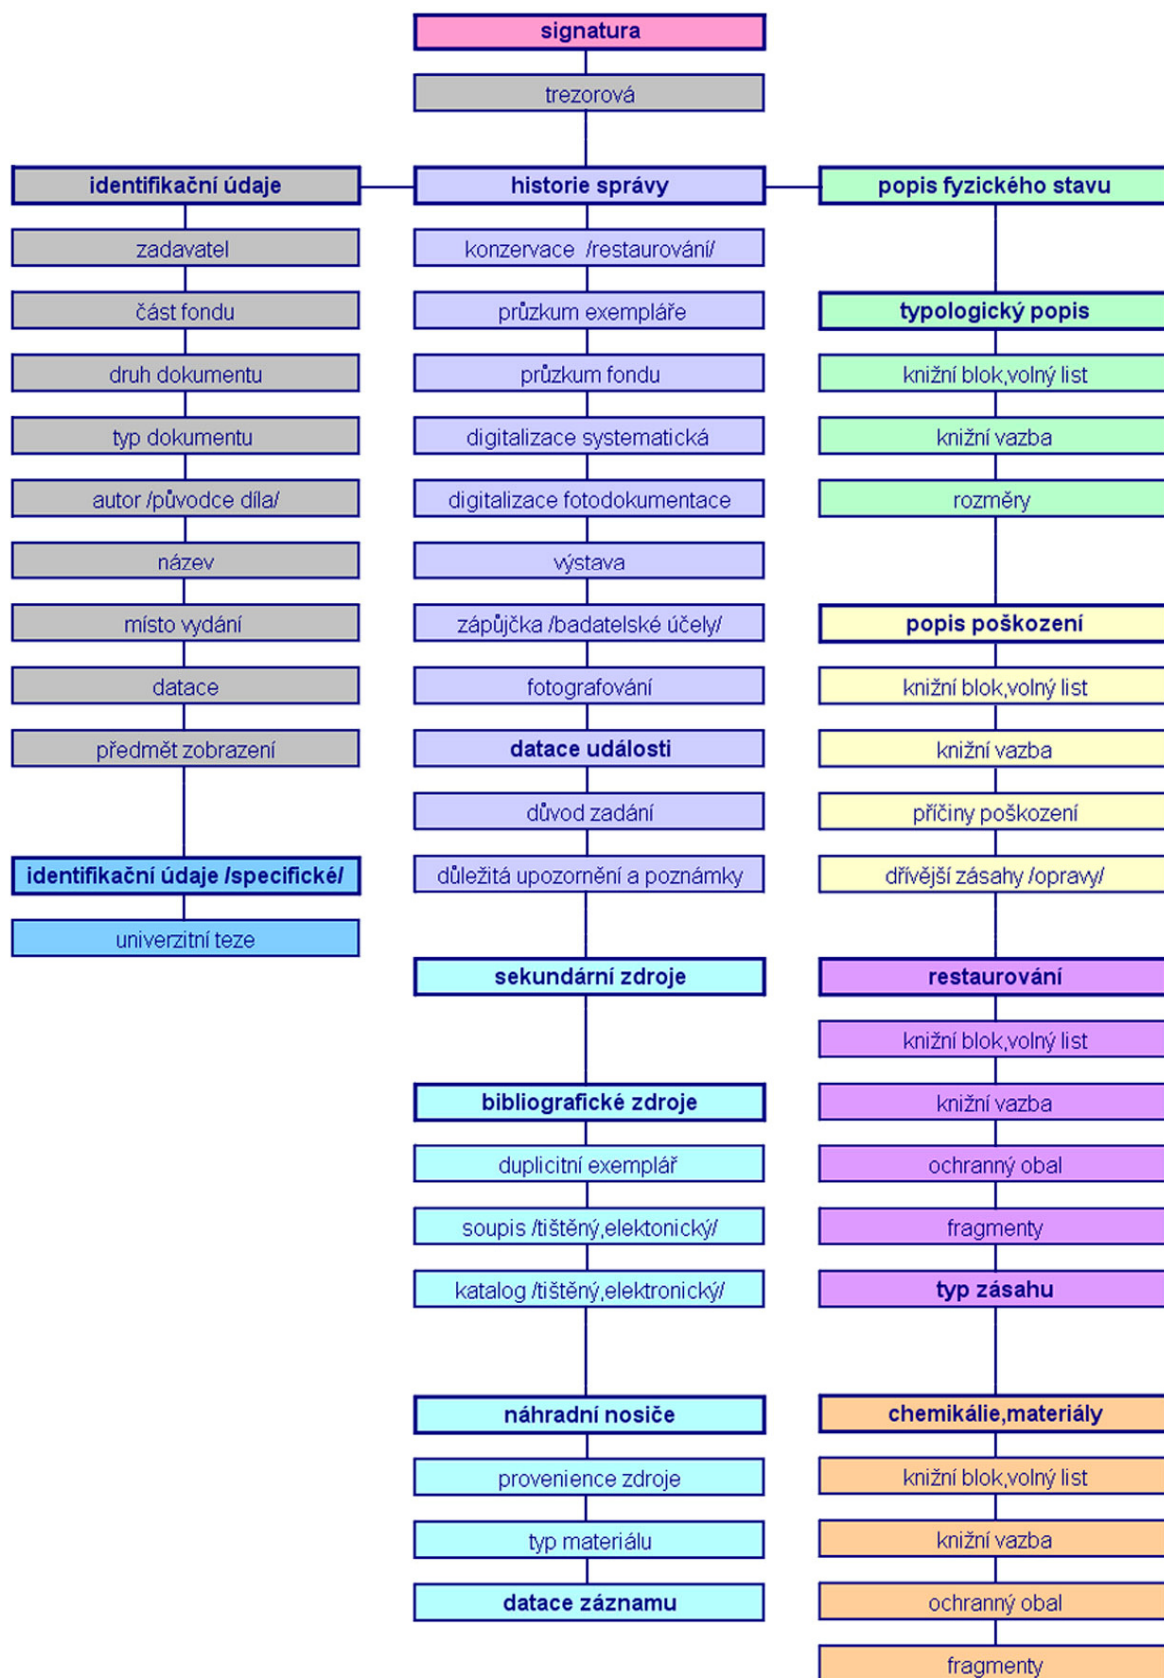 signatura
trezorová
identifikační údaje
zadavatel
část fondu
druh dokumentu
typ dokumentu
autor /původce díla/
název
místo vydání
datace
předmět zobrazení
identifikační údaje /specifické/
univerzitní teze
historie správy
konzervace /restaurování/
průzkum exempláře
průzkum fondu
digitalizace systematická
digitalizace fotodokumentace
výstava
zápůjčka /badatelské účely/
fotografování
datace události
důvod zadání
důležitá upozornění a poznámky
sekundární zdroje
bibliografické zdroje
duplicitní exemplář
soupis /tištěný,elektonický/
katalog /tištěný,elektronický/
náhradní nosiče
provenience zdroje
typ materiálu
datace záznamu
popis fyzického stavu
typologický popis
knižní blok,volný list
knižní vazba
rozměry
popis poškození
knižní blok,volný list
knižní vazba
příčiny poškození
dřívější zásahy /opravy/
restaurování
knižní blok,volný list
knižní vazba
ochranný obal
fragmenty
typ zásahu
chemikálie,materiály
knižní blok,volný list
knižní vazba
ochranný obal
fragmenty